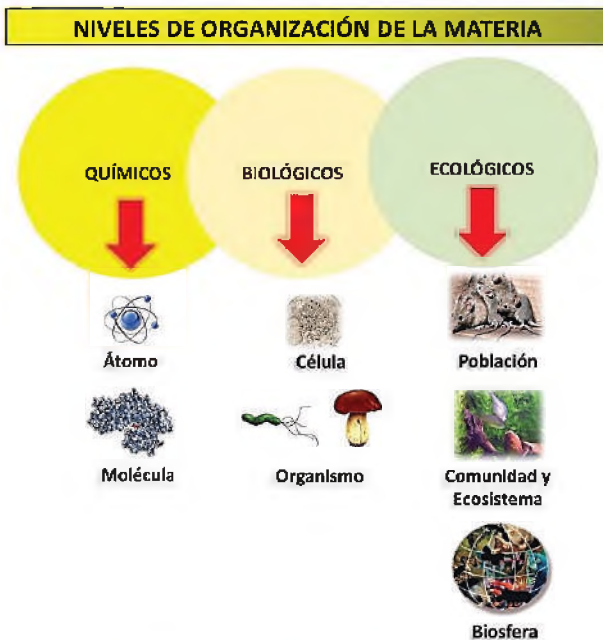 NIVELES DE ORGANIZACIÓN DE LA MATERIA
QUÍMICOS
BIOLÓGICOS
ECOLÓGICOS
Átomo
Célula
Población
Molécula
Organismo
Comunidad y
Ecosistema
Biosfera